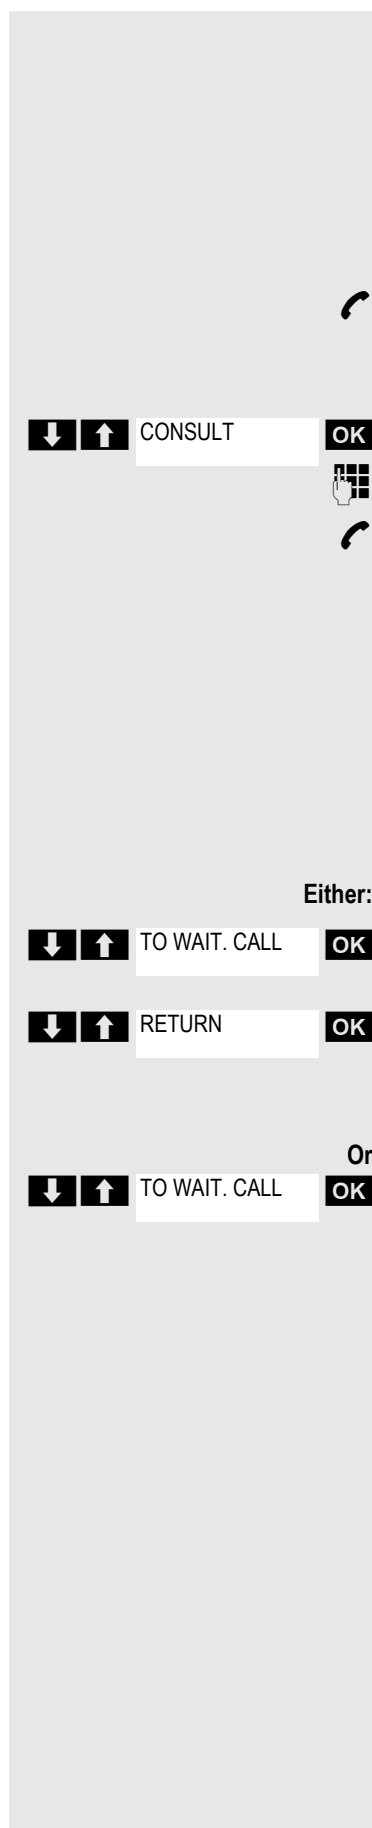 CONSULT OK
Either:
TO WAIT. CALL OK
RETURN OK
Or
TO WAIT. CALL OK